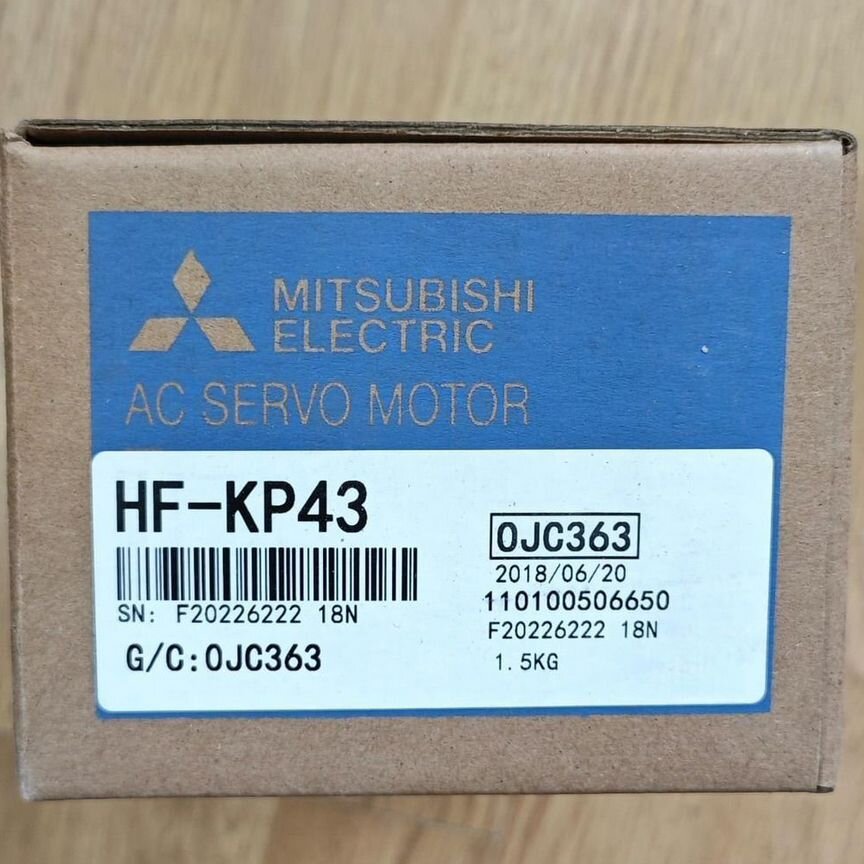 MITSUBISHI
ELECTRIC
AC SERVO MOTOR
HF-KP43
SN: F20226222 18N
G/C:0JC363
0JC363
2018/06/20
110100506650
F20226222 18N
1.5KG